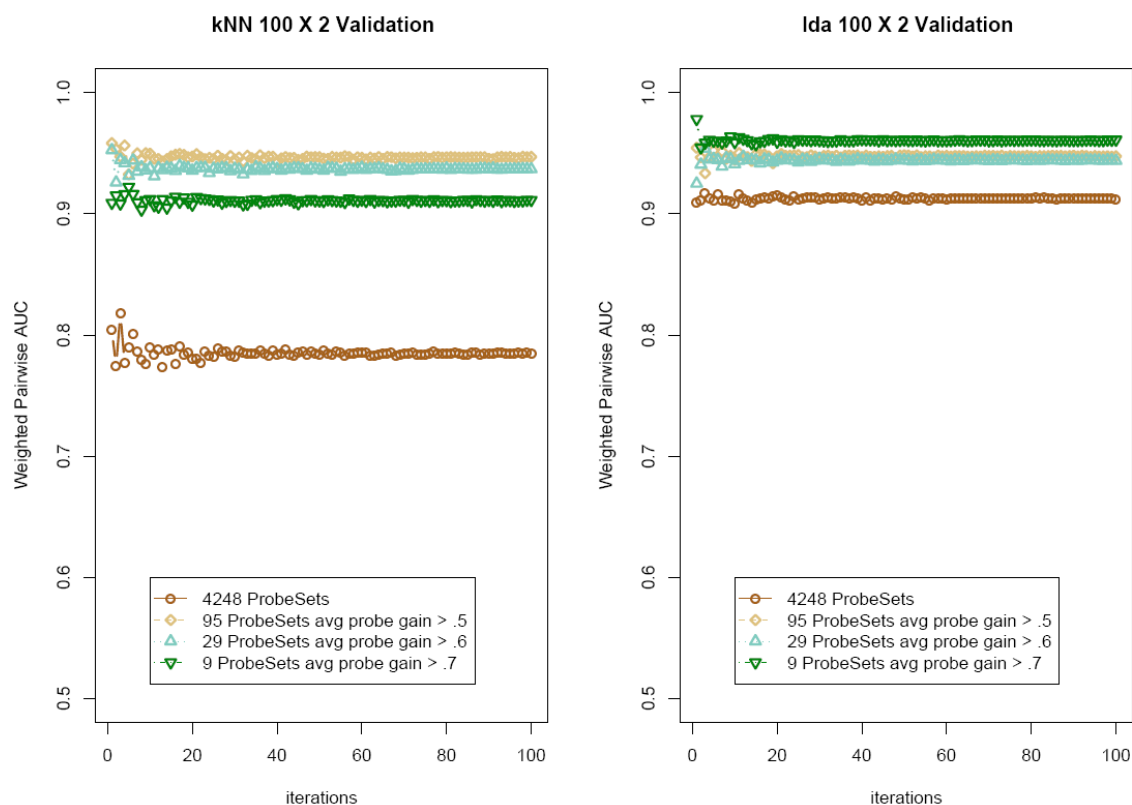 kNN 100 X 2 Validation
Weighted Pairwise AUC
1.0
0.9
0.8
0.7
0.6
0.5
4248 ProbeSets
95 ProbeSets avg probe gain > .5
29 ProbeSets avg probe gain > .6
9 ProbeSets avg probe gain > .7
0 20 40 60 80 100
iterations
lda 100 X 2 Validation
Weighted Pairwise AUC
1.0
0.9
0.8
0.7
0.6
0.5
4248 ProbeSets
95 ProbeSets avg probe gain > .5
29 ProbeSets avg probe gain > .6
9 ProbeSets avg probe gain > .7
0 20 40 60 80 100
iterations